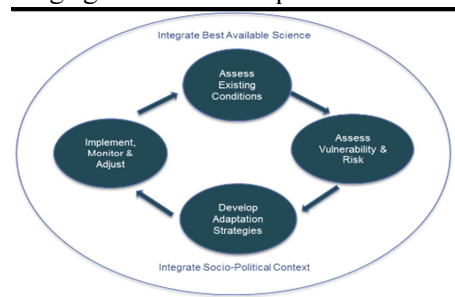 Integrate Best Available Science
Assess
Existing
Conditions
Assess
Vulnerability &
Risk
Develop
Adaptation
Strategies
Implement,
Monitor &
Adjust
Integrate Socio-Political Context